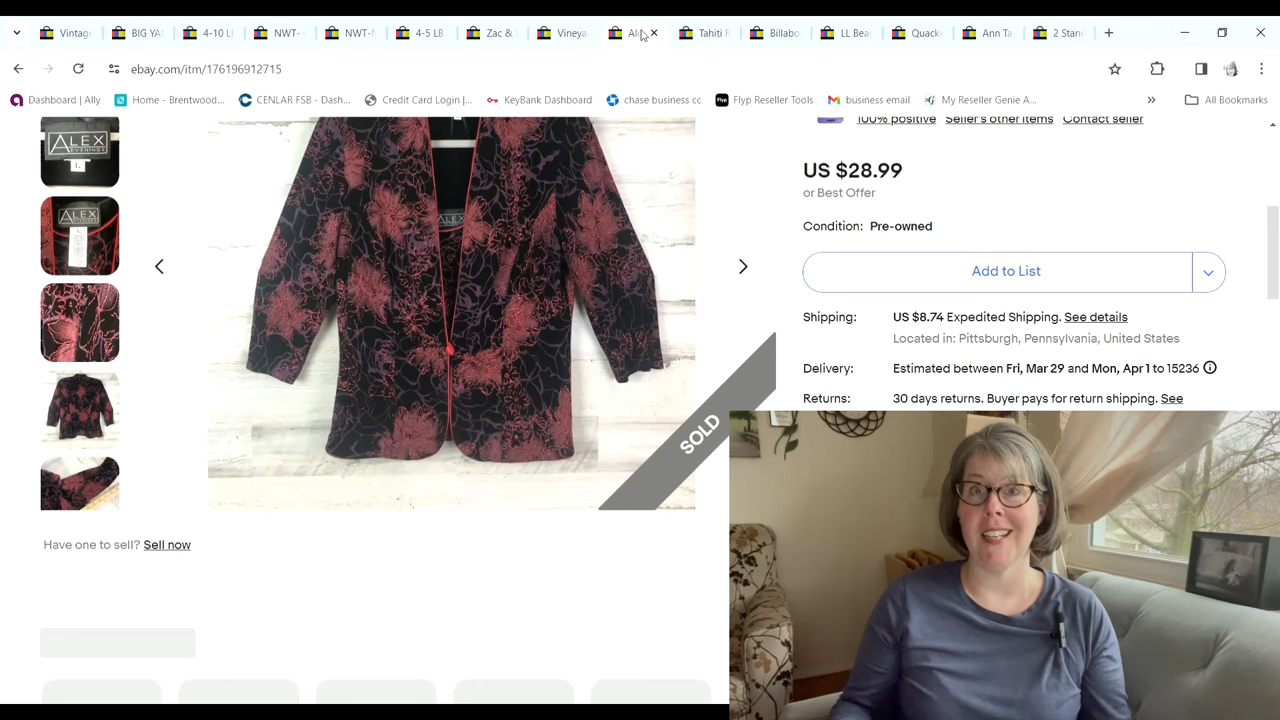 Vintag
BIG YA
4-10 L
NWT-
NWT-
4-5 LB
Zac &
Vineya
Al
Tahiti R
Billabo
LL Bea
Quacke
Ann Ta
2 Stand
ebay.com/itm/176196912715
Dashboard | Ally
Home - Brentwood...
CENLAR FSB - Dash...
Credit Card Login |...
KeyBank Dashboard
chase business cc
Flyp Reseller Tools
business email
My Reseller Genie A...
All Bookmarks
100% positive
Seller's other items
Contact seller
ALEX
EVENINGS
L
ALEX
ALEX
US $28.99
or Best Offer
Condition: Pre-owned
Add to List
Shipping: US $8.74 Expedited Shipping. See details
Located in: Pittsburgh, Pennsylvania, United States
Delivery: Estimated between Fri, Mar 29 and Mon, Apr 1 to 15236
Returns: 30 days returns. Buyer pays for return shipping. See
SOLD
Have one to sell? Sell now